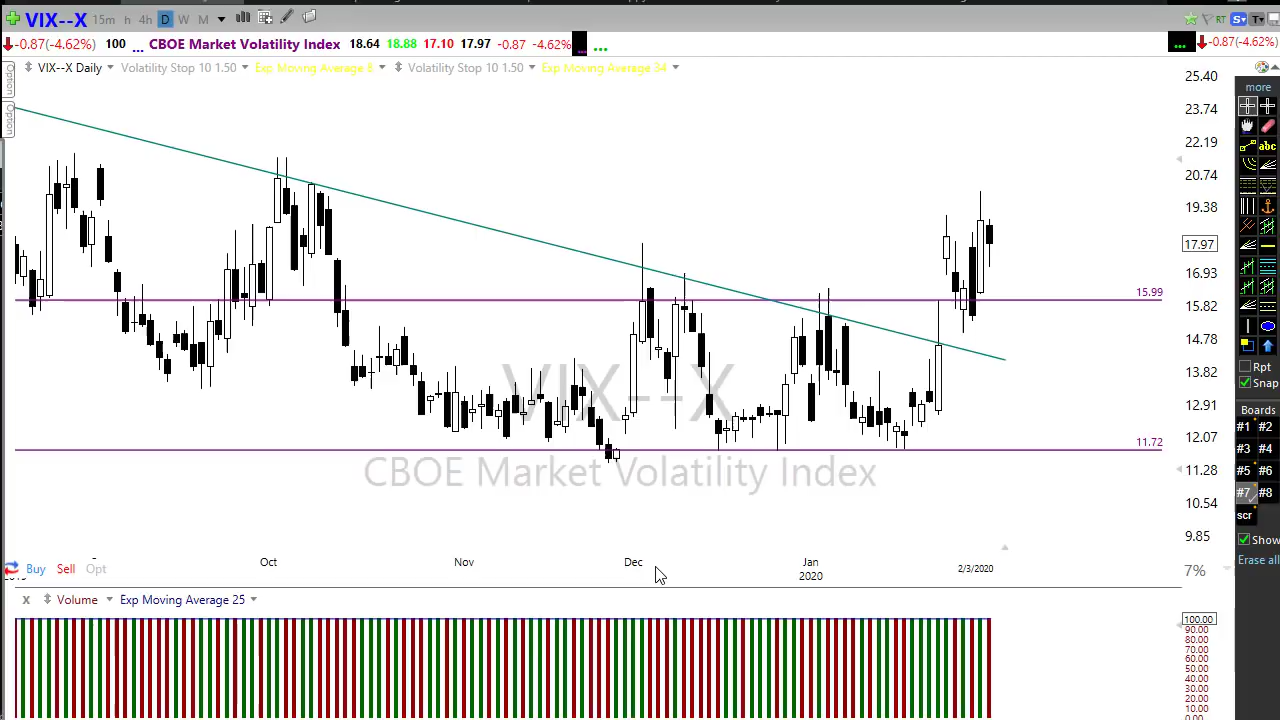 VIX--X 15m h 4h D W M RT S T
-0.87(-4.62%) 100 ... CBOE Market Volatility Index 18.64 18.88 17.10 17.97 -0.87 -4.62% ... ... -0.87(-4.62%)
VIX--X Daily Volatility Stop 10 1.50 Exp Moving Average 8 Volatility Stop 10 1.50 Exp Moving Average 34
Option
Option
25.40
23.74
22.19
20.74
19.38
17.97
16.93
15.82
14.78
13.82
12.91
12.07
11.28
10.54
9.85
7%
15.99
11.72
VIX--X
CBOE Market Volatility Index
Oct Nov Dec Jan 2/3/2020
2020
Buy Sell Opt
X Volume Exp Moving Average 25
100.00
90.00
80.00
70.00
60.00
50.00
40.00
30.00
20.00
10.00
more
abc
Rpt
Snap
Boards
#1 #2
#3 #4
#5 #6
#7 #8
scr
Show
Erase all